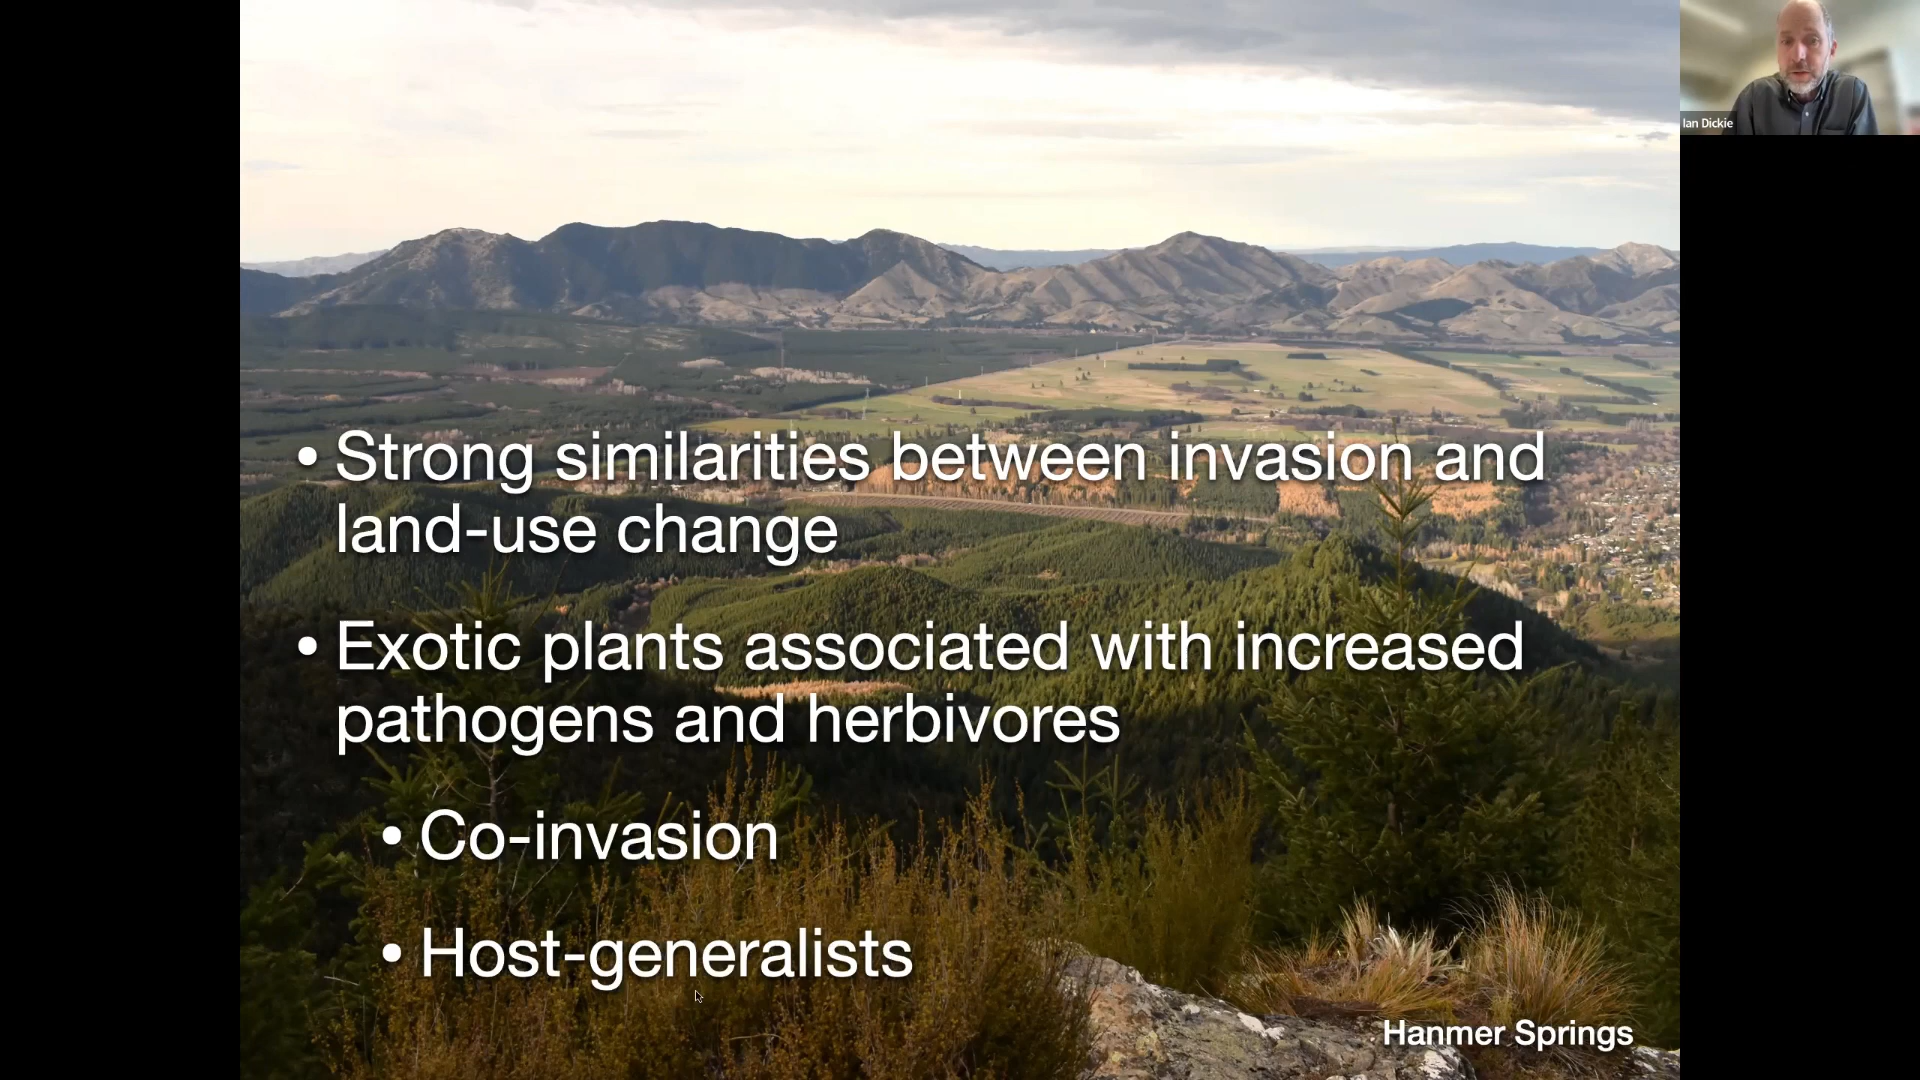 Ian Dickie
• Strong similarities between invasion and
land-use change
• Exotic plants associated with increased
pathogens and herbivores
• Co-invasion
• Host-generalists
Hanmer Springs